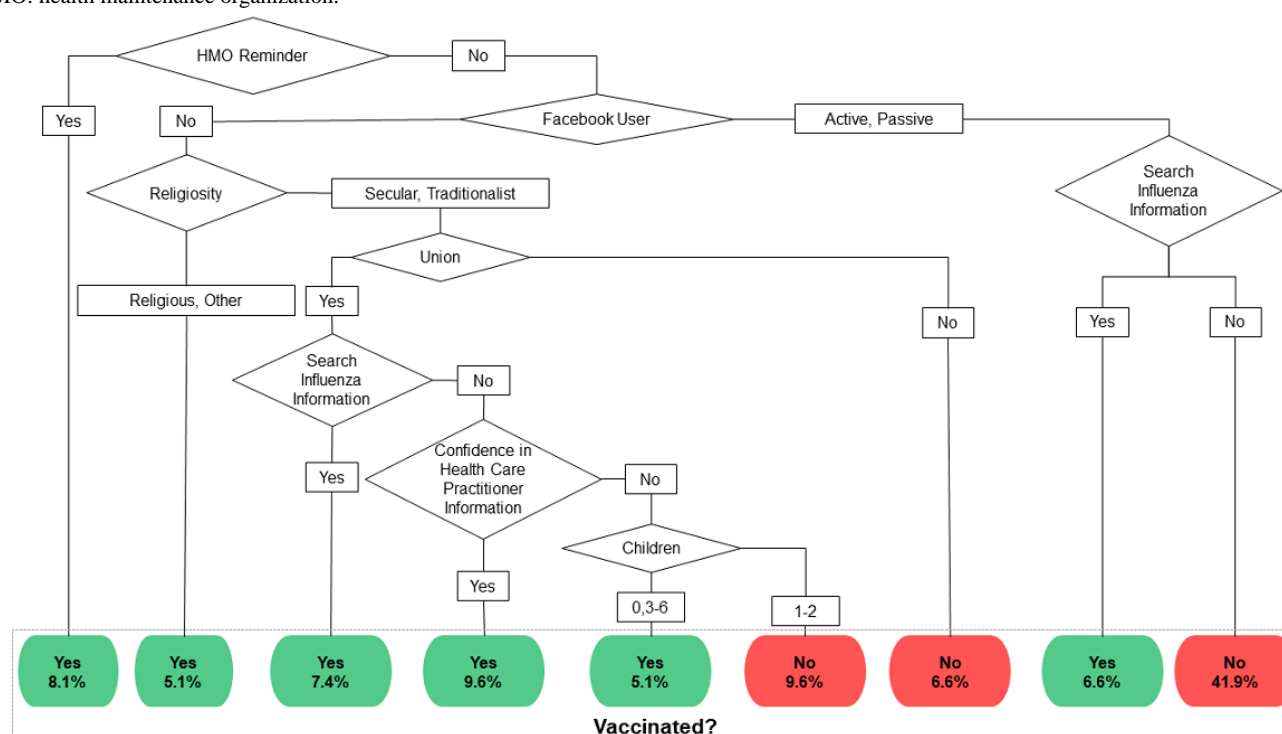 HMO Reminder
No
Yes
No
Facebook User
Active, Passive
Religiosity
Secular, Traditionalist
Search
Influenza
Information
Union
Religious, Other
Yes
No
Yes
No
Search
Influenza
Information
No
Yes
Confidence in
Health Care
Practitioner
Information
No
Children
Yes
0,3-6
1-2
Yes
8.1%
Yes
5.1%
Yes
7.4%
Yes
9.6%
Yes
5.1%
No
9.6%
No
6.6%
Yes
6.6%
No
41.9%
Vaccinated?